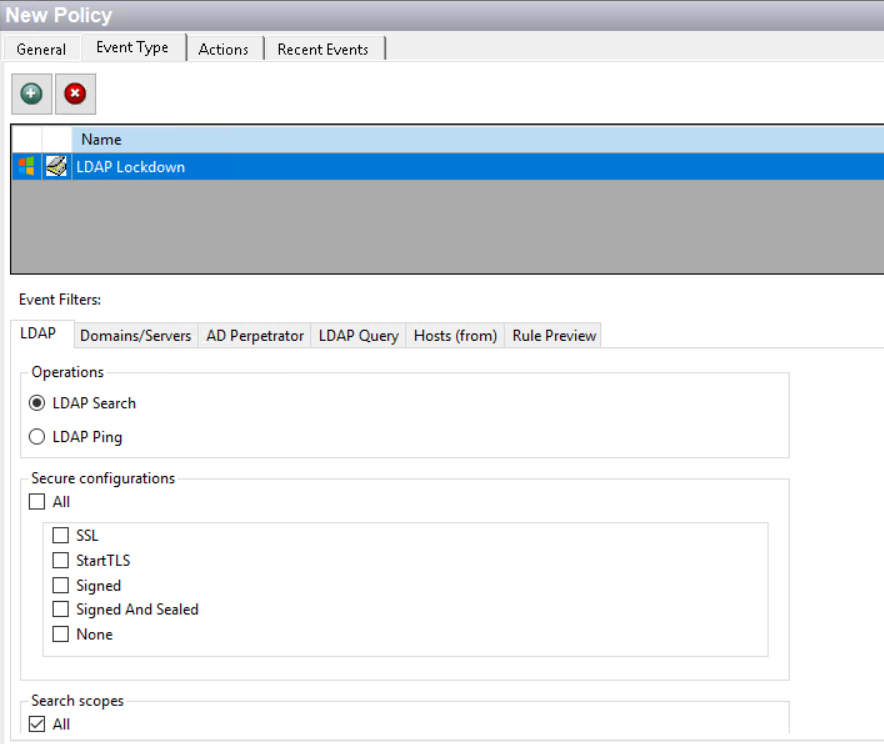 New Policy
General Event Type Actions Recent Events
Name
LDAP Lockdown
Event Filters:
LDAP Domains/Servers AD Perpetrator LDAP Query Hosts (from) Rule Preview
Operations
LDAP Search
LDAP Ping
Secure configurations
All
SSL
StartTLS
Signed
Signed And Sealed
None
Search scopes
All